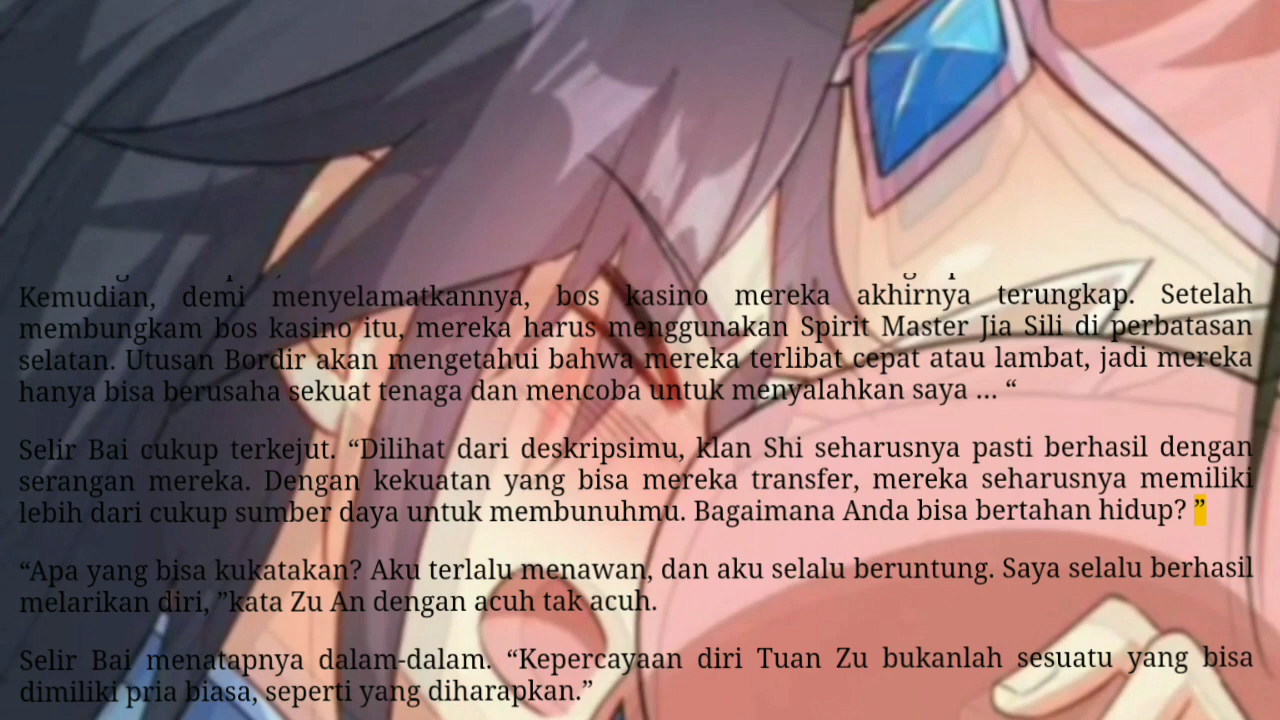 Kemudian, demi menyelamatkannya, bos kasino mereka akhirnya terungkap. Setelah
membungkam bos kasino itu, mereka harus menggunakan Spirit Master Jia Sili di perbatasan
selatan. Utusan Bordir akan mengetahui bahwa mereka terlibat cepat atau lambat, jadi mereka
hanya bisa berusaha sekuat tenaga dan mencoba untuk menyalahkan saya ... “
Selir Bai cukup terkejut. “Dilihat dari deskripsimu, klan Shi seharusnya pasti berhasil dengan
serangan mereka. Dengan kekuatan yang bisa mereka transfer, mereka seharusnya memiliki
lebih dari cukup sumber daya untuk membunuhmu. Bagaimana Anda bisa bertahan hidup? ”
“Apa yang bisa kukatakan? Aku terlalu menawan, dan aku selalu beruntung. Saya selalu berhasil
melarikan diri, ”kata Zu An dengan acuh tak acuh.
Selir Bai menatapnya dalam-dalam. “Kepercayaan diri Tuan Zu bukanlah sesuatu yang bisa
dimiliki pria biasa, seperti yang diharapkan.”